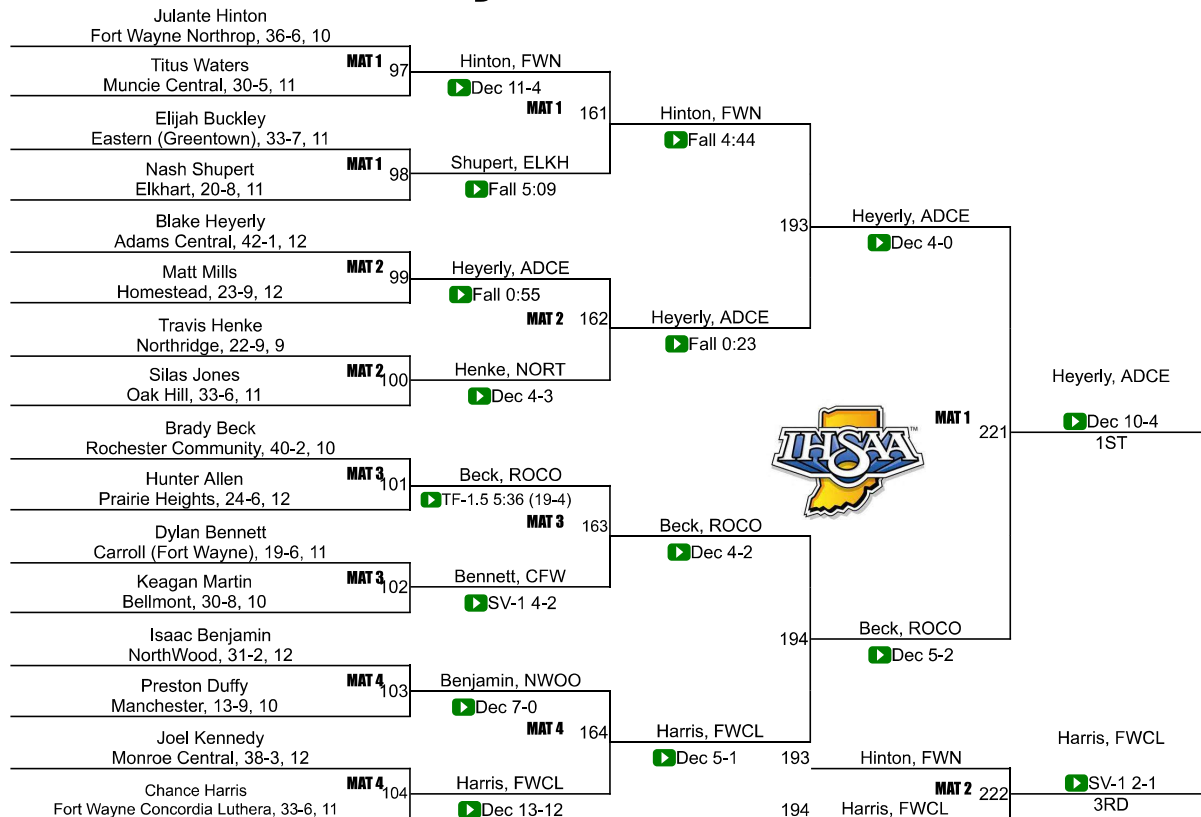 Julante Hinton
Fort Wayne Northrop, 36-6, 10
MAT 1
97
Titus Waters
Muncie Central, 30-5, 11
Hinton, FWN
Dec 11-4
MAT 1
161
Elijah Buckley
Eastern (Greentown), 33-7, 11
MAT 1
98
Nash Shupert
Elkhart, 20-8, 11
Shupert, ELKH
Fall 5:09
Hinton, FWN
Fall 4:44
193
Blake Heyerly
Adams Central, 42-1, 12
MAT 2
99
Matt Mills
Homestead, 23-9, 12
Heyerly, ADCE
Fall 0:55
MAT 2
162
Travis Henke
Northridge, 22-9, 9
MAT 2
100
Silas Jones
Oak Hill, 33-6, 11
Henke, NORT
Dec 4-3
Heyerly, ADCE
Fall 0:23
Heyerly, ADCE
Dec 4-0
Brady Beck
Rochester Community, 40-2, 10
MAT 3
101
Hunter Allen
Prairie Heights, 24-6, 12
Beck, ROCO
TF-1.5 5:36 (19-4)
MAT 3
163
Dylan Bennett
Carroll (Fort Wayne), 19-6, 11
MAT 3
102
Keagan Martin
Bellmont, 30-8, 10
Bennett, CFW
SV-1 4-2
Beck, ROCO
Dec 4-2
194
Isaac Benjamin
NorthWood, 31-2, 12
MAT 4
103
Preston Duffy
Manchester, 13-9, 10
Benjamin, NWOO
Dec 7-0
MAT 4
164
Joel Kennedy
Monroe Central, 38-3, 12
MAT 4
104
Chance Harris
Fort Wayne Concordia Luthera, 33-6, 11
Harris, FWCL
Dec 13-12
Harris, FWCL
Dec 5-1
Beck, ROCO
Dec 5-2
IHSAA
TM
MAT 1
221
Heyerly, ADCE
Dec 10-4
1ST
193
Hinton, FWN
MAT 2
222
194
Harris, FWCL
Harris, FWCL
SV-1 2-1
3RD